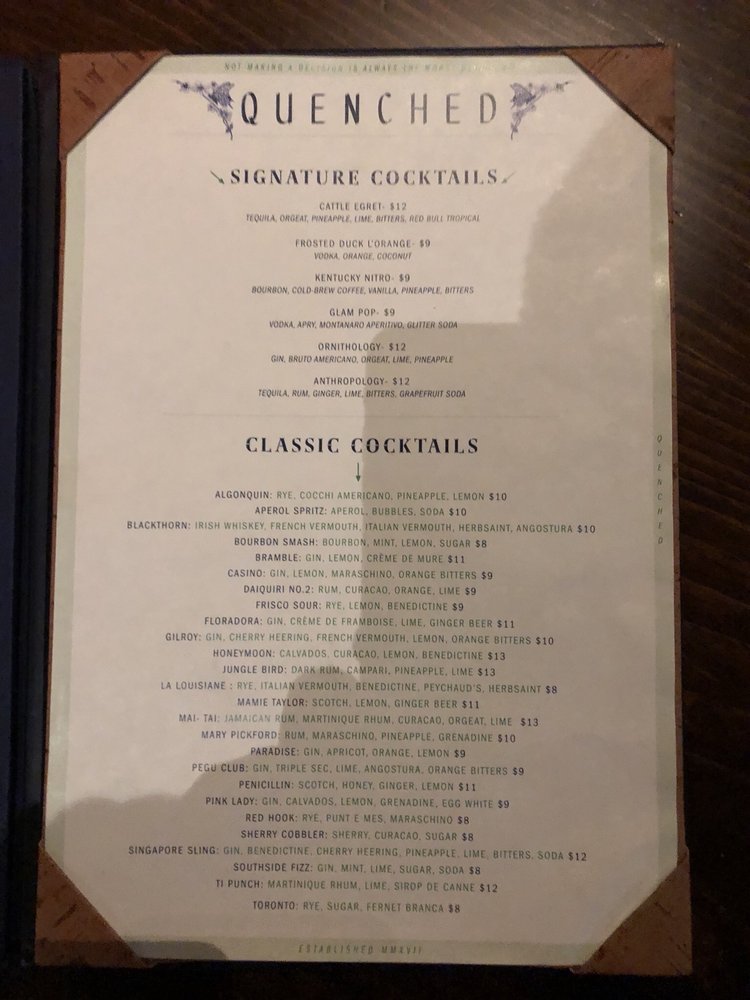 NOT MAKING A DECISION IS ALWAYS THE
QUENCHED
SIGNATURE COCKTAILS
CATTLE EGRET- $12
TEQUILA, ORGEAT, PINEAPPLE, LIME, BITTERS, RED BULL TROPICAL
FROSTED DUCK L'ORANGE- $9
VODKA, ORANGE, COCONUT
KENTUCKY NITRO- $9
BOURBON, COLD-BREW COFFEE, VANILLA, PINEAPPLE, BITTERS
GLAM POP- $9
VODKA, APRY, MONTANARO APERITIVO, GLITTER SODA
ORNITHOLOGY- $12
GIN, BRUTO AMERICANO, ORGEAT, LIME, PINEAPPLE
ANTHROPOLOGY- $12
TEQUILA, RUM, GINGER, LIME, BITTERS, GRAPEFRUIT SODA
CLASSIC COCKTAILS
ALGONQUIN: RYE, COCCHI AMERICANO, PINEAPPLE, LEMON $10
APEROL SPRITZ: APEROL, BUBBLES, SODA $10
BLACKTHORN: IRISH WHISKEY, FRENCH VERMOUTH, ITALIAN VERMOUTH, HERBSAINT, ANGOSTURA $10
BOURBON SMASH: BOURBON, MINT, LEMON, SUGAR $8
BRAMBLE: GIN, LEMON, CRÈME DE MURE $11
CASINO: GIN, LEMON, MARASCHINO, ORANGE BITTERS $9
DAIQUIRI NO.2: RUM, CURACAO, ORANGE, LIME $9
FRISCO SOUR: RYE, LEMON, BENEDICTINE $9
FLORADORA: GIN, CRÈME DE FRAMBOISE, LIME, GINGER BEER $11
GILROY: GIN, CHERRY HEERING, FRENCH VERMOUTH, LEMON, ORANGE BITTERS $10
HONEYMOON: CALVADOS, CURACAO, LEMON, BENEDICTINE $13
JUNGLE BIRD: DARK RUM, CAMPARI, PINEAPPLE, LIME $13
LA LOUISIANE : RYE, ITALIAN VERMOUTH, BENEDICTINE, PEYCHAUD'S, HERBSAINT $8
MAMIE TAYLOR: SCOTCH, LEMON, GINGER BEER $11
MAI- TAI: JAMAICAN RUM, MARTINIQUE RHUM, CURACAO, ORGEAT, LIME $13
MARY PICKFORD: RUM, MARASCHINO, PINEAPPLE, GRENADINE $10
PARADISE: GIN, APRICOT, ORANGE, LEMON $9
PEGU CLUB: GIN, TRIPLE SEC, LIME, ANGOSTURA, ORANGE BITTERS $9
PENICILLIN: SCOTCH, HONEY, GINGER, LEMON $11
PINK LADY: GIN, CALVADOS, LEMON, GRENADINE, EGG WHITE $9
RED HOOK: RYE, PUNT E MES, MARASCHINO $8
SHERRY COBBLER: SHERRY, CURACAO, SUGAR $8
SINGAPORE SLING: GIN, BENEDICTINE, CHERRY HEERING, PINEAPPLE, LIME, BITTERS, SODA $12
SOUTHSIDE FIZZ: GIN, MINT, LIME, SUGAR, SODA $8
TI PUNCH: MARTINIQUE RHUM, LIME, SIROP DE CANNE $12
TORONTO: RYE, SUGAR, FERNET BRANCA $8
ESTABLISHED MMXVII
QUENCHED